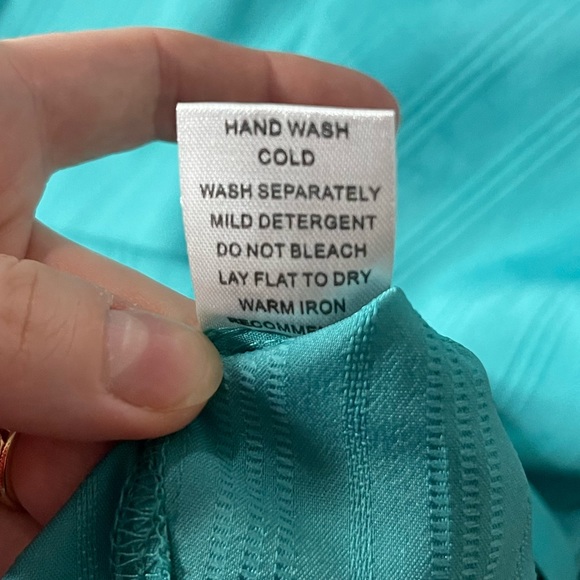 HAND WASH
COLD
WASH SEPARATELY
MILD DETERGENT
DO NOT BLEACH
LAY FLAT TO DRY
WARM IRON